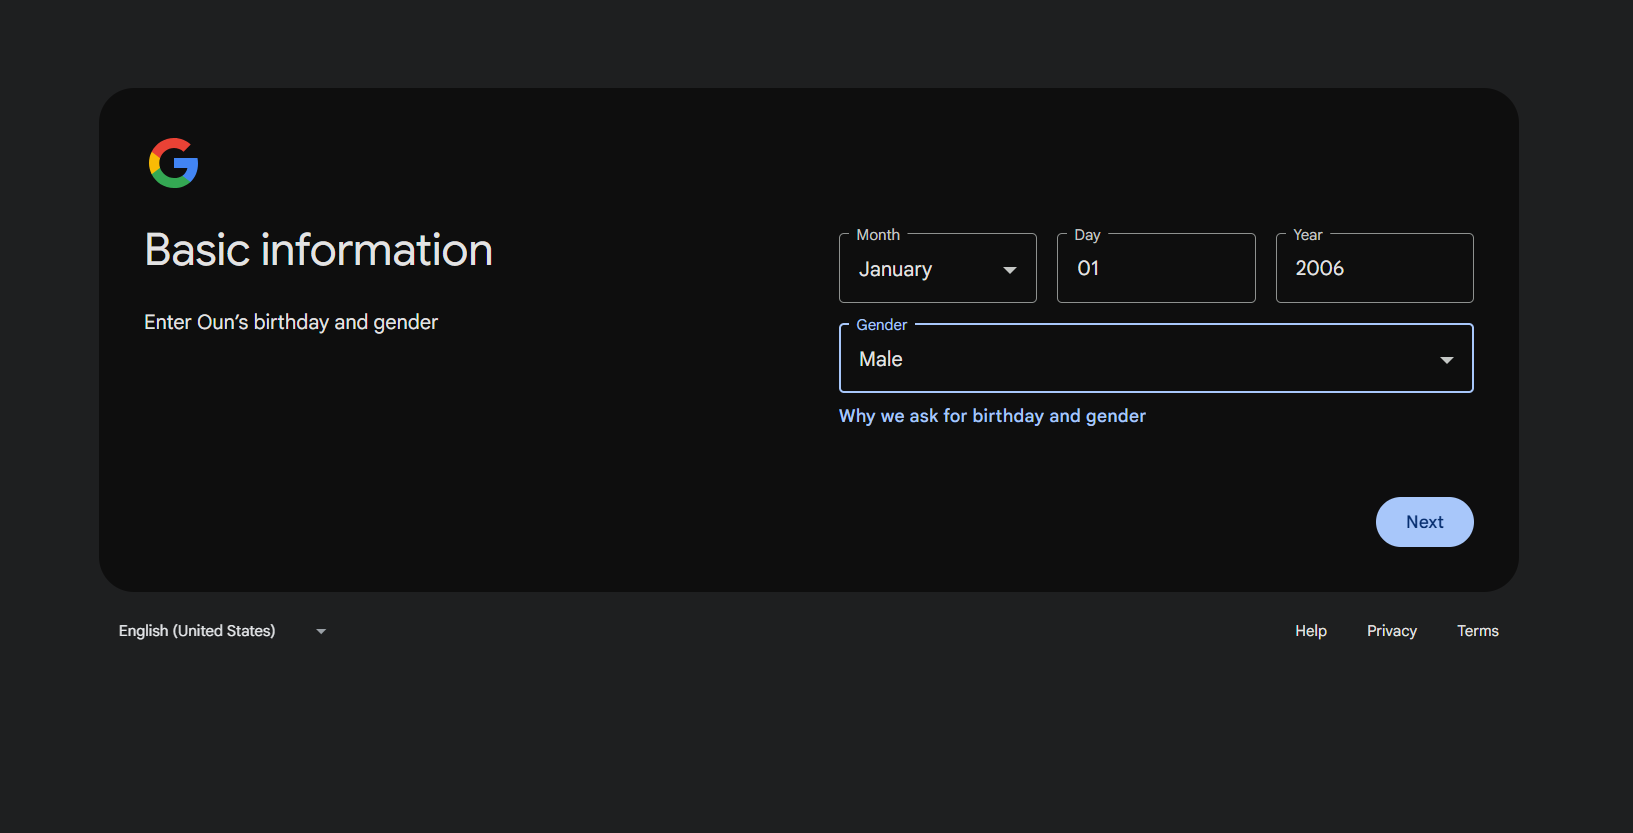 Basic information
Enter Oun's birthday and gender
Month
January
Day
01
Year
2006
Gender
Male
Why we ask for birthday and gender
Next
English (United States)
Help
Privacy
Terms